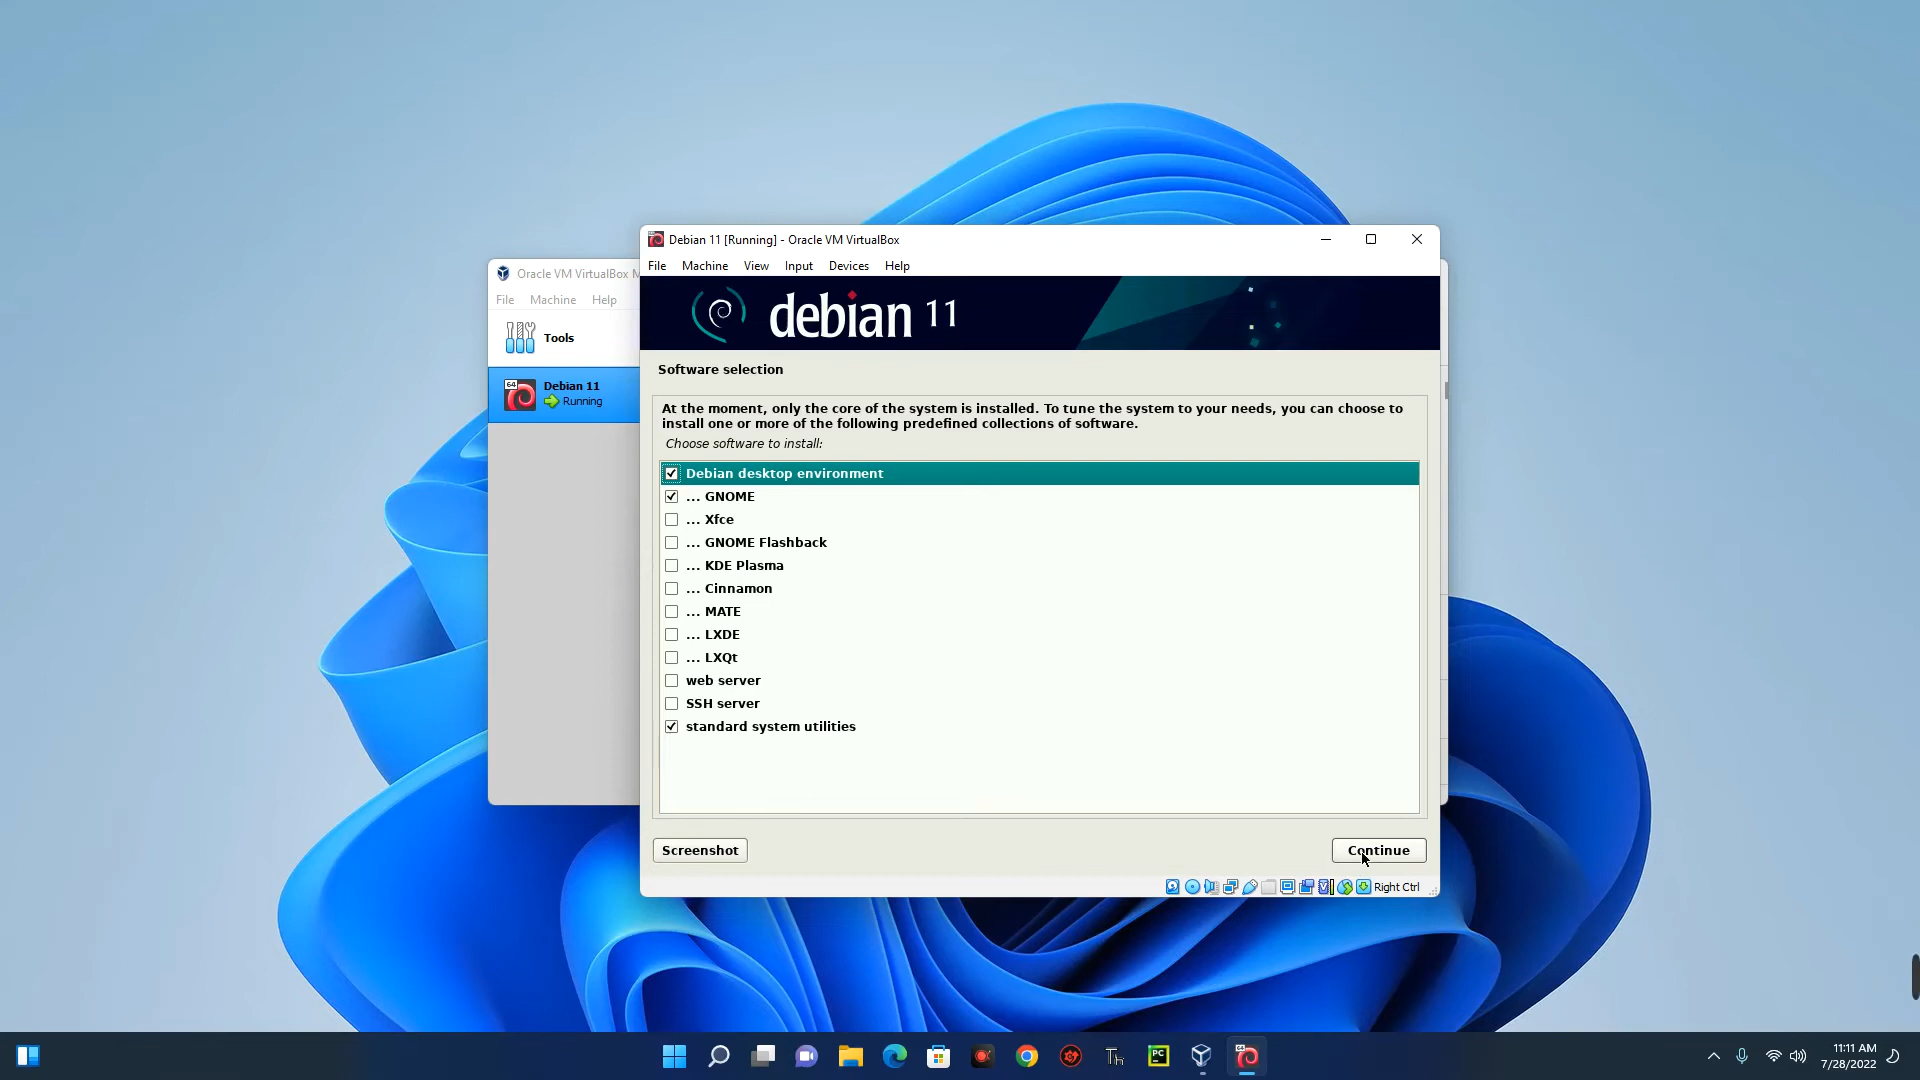 Debian 11 [Running] - Oracle VM VirtualBox
File Machine View Input Devices Help
Oracle VM VirtualBox M
File Machine Help
Tools
64
Debian 11
Running
debian 11
Software selection
At the moment, only the core of the system is installed. To tune the system to your needs, you can choose to
install one or more of the following predefined collections of software.
Choose software to install:
Debian desktop environment
... GNOME
... Xfce
... GNOME Flashback
... KDE Plasma
... Cinnamon
... MATE
... LXDE
... LXQt
web server
SSH server
standard system utilities
Screenshot
Continue
Right Ctrl
Th
PC
11:11 AM
7/28/2022